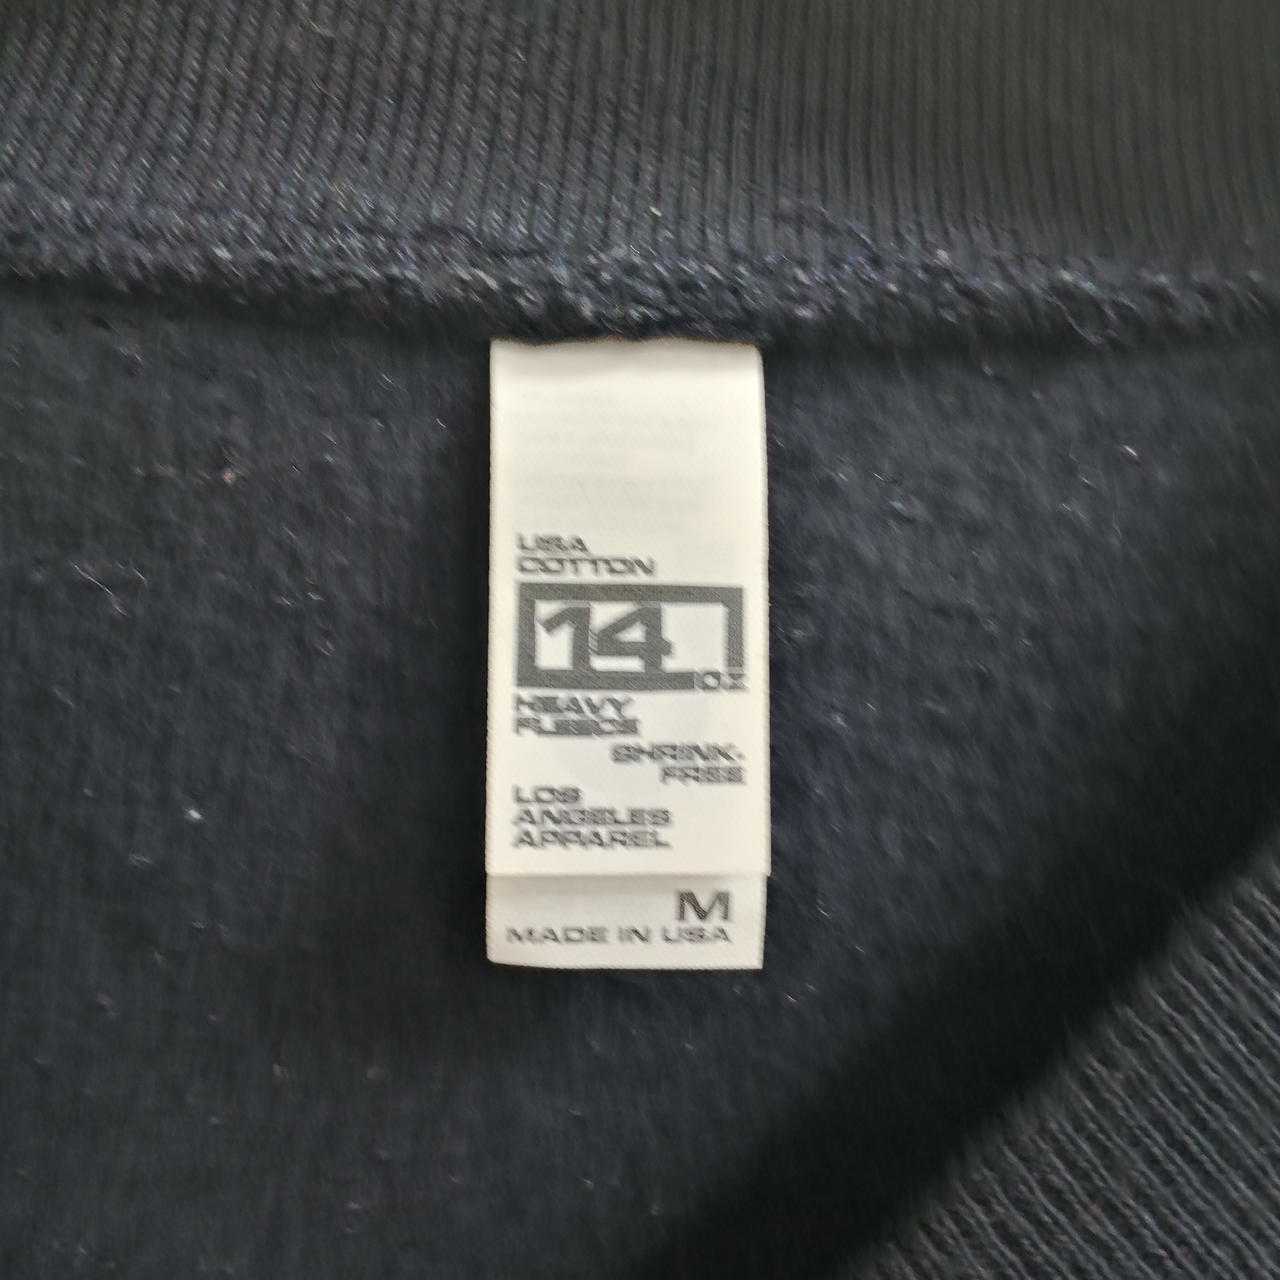 USA
COTTON
14
OZ
HEAVY
FLEECE
SHRINK-
FREE
LOS
ANGELES
APPAREL
M
MADE IN USA